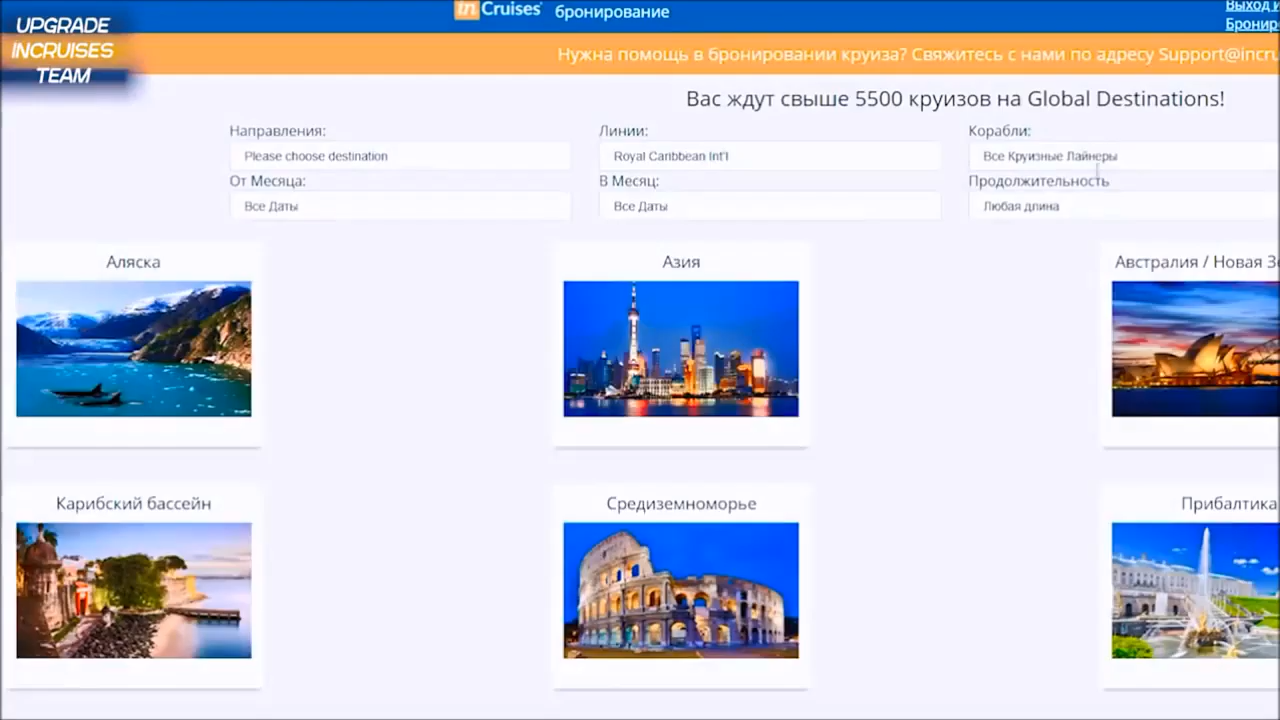 UPGRADE
INCRUISES
TEAM
inCruises® бронирование
Выход и
Бронир
Нужна помощь в бронировании круиза? Свяжитесь с нами по адресу Support@incru
Вас ждут свыше 5500 круизов на Global Destinations!
Направления: Линии: Корабли:
Please choose destination Royal Caribbean Int'l Все Круизные Лайнеры
От Месяца: В Месяц: Продолжительность
Все Даты Все Даты Любая длина
Аляска Азия Австралия / Новая Зе
Карибский бассейн Средиземноморье Прибалтика